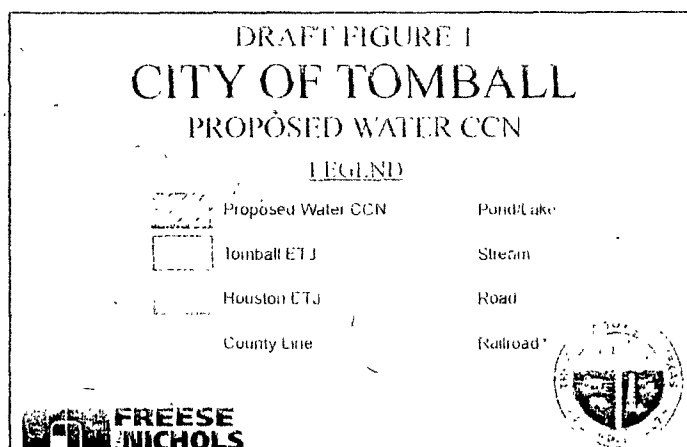 DRAFT FIGURE 1
CITY OF TOMBALL
PROPOSED WATER CCN
LEGEND
Proposed Water CCN
Tomball ETJ
Houston ETJ
County Line
Pond/Lake
Stream
Road
Railroad
FREESE
NICHOLS